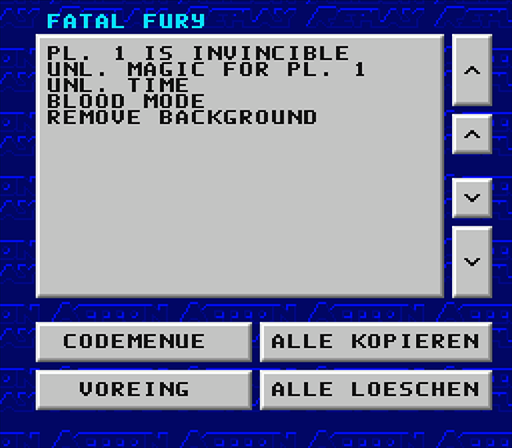 FATAL FURY
PL. 1 IS INVINCIBLE
UNL. MAGIC FOR PL. 1
UNL. TIME
BLOOD MODE
REMOVE BACKGROUND
CODEMENUE
ALLE KOPIEREN
VOREING
ALLE LOESCHEN